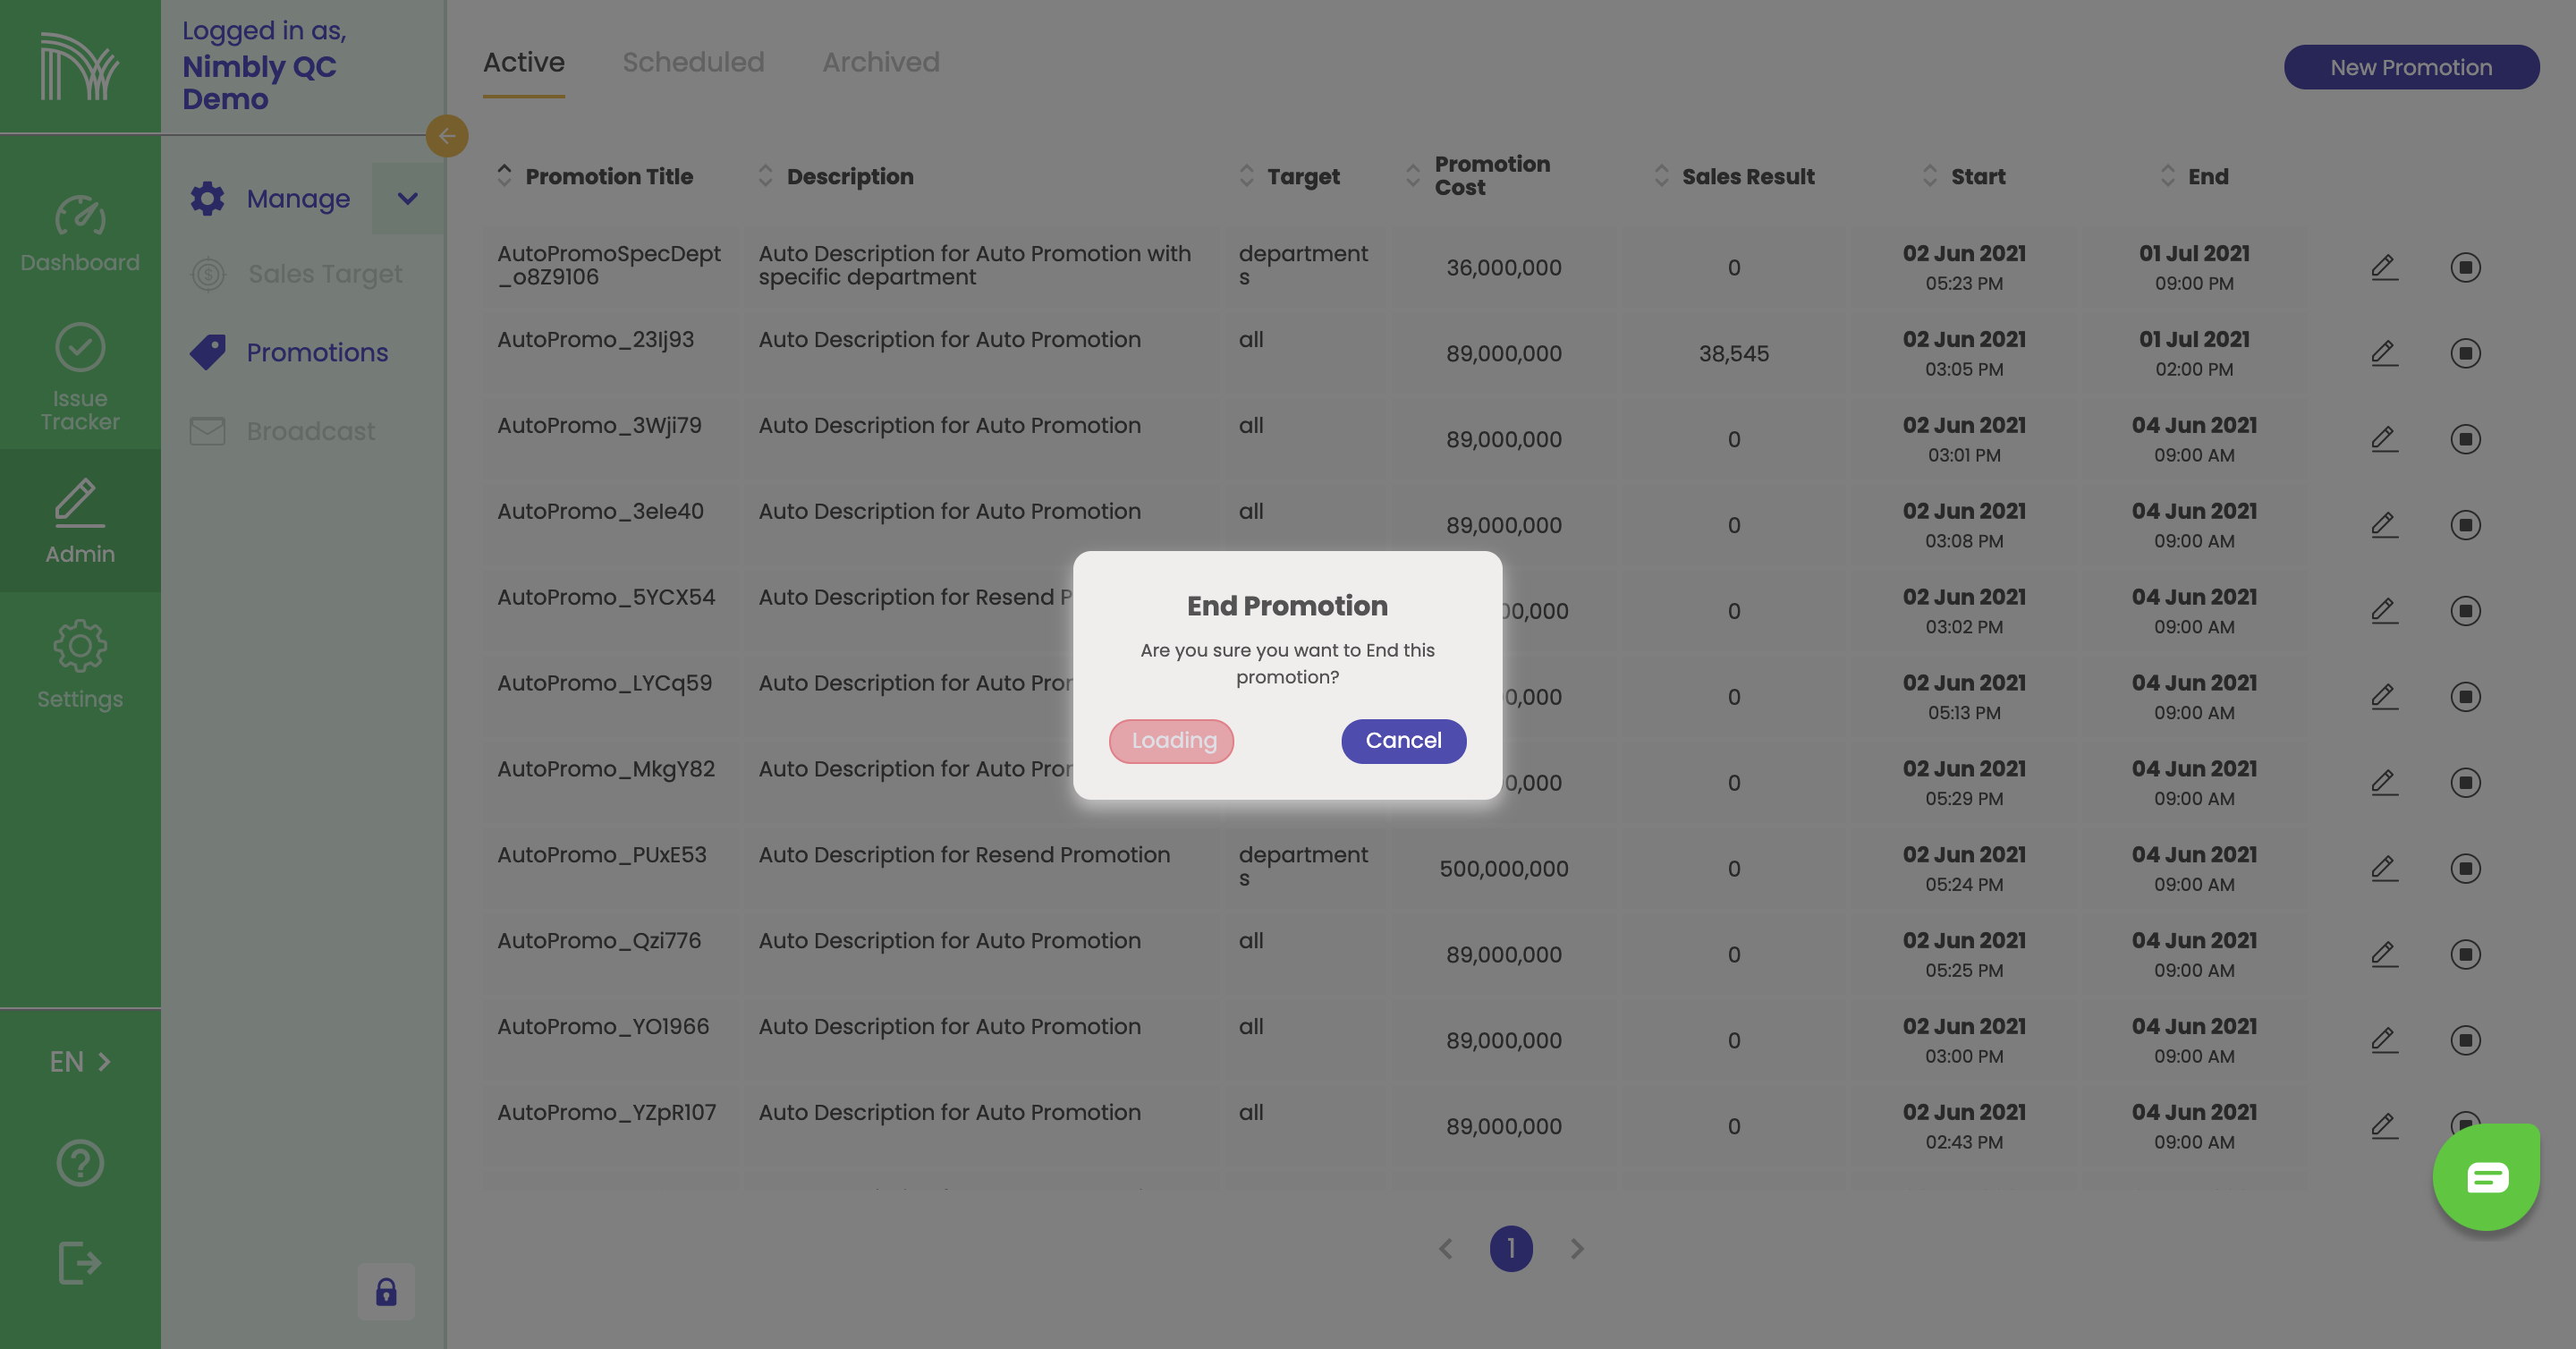 Logged in as,
Nimbly QC
Demo
Dashboard
Issue
Tracker
Admin
Settings
EN
Manage
Sales Target
Promotions
Broadcast
Active Scheduled Archived
New Promotion
Promotion Title Description Target Promotion Cost Sales Result Start End
AutoPromoSpecDept Auto Description for Auto Promotion with department 36,000,000 0 02 Jun 2021 01 Jul 2021
_o8Z9106 specific department s 05:23 PM 09:00 PM
AutoPromo_23Ij93 Auto Description for Auto Promotion all 89,000,000 38,545 02 Jun 2021 01 Jul 2021
03:05 PM 02:00 PM
AutoPromo_3Wji79 Auto Description for Auto Promotion all 89,000,000 0 02 Jun 2021 04 Jun 2021
03:01 PM 09:00 AM
AutoPromo_3eIe40 Auto Description for Auto Promotion all 89,000,000 0 02 Jun 2021 04 Jun 2021
03:08 PM 09:00 AM
AutoPromo_5YCX54 Auto Description for Resend P 00,000 0 02 Jun 2021 04 Jun 2021
03:02 PM 09:00 AM
AutoPromo_LYCq59 Auto Description for Auto Pro 0,000 0 02 Jun 2021 04 Jun 2021
05:13 PM 09:00 AM
AutoPromo_MkgY82 Auto Description for Auto Pro 0,000 0 02 Jun 2021 04 Jun 2021
05:29 PM 09:00 AM
AutoPromo_PUxE53 Auto Description for Resend Promotion department 500,000,000 0 02 Jun 2021 04 Jun 2021
s 05:24 PM 09:00 AM
AutoPromo_Qzi776 Auto Description for Auto Promotion all 89,000,000 0 02 Jun 2021 04 Jun 2021
05:25 PM 09:00 AM
AutoPromo_YO1966 Auto Description for Auto Promotion all 89,000,000 0 02 Jun 2021 04 Jun 2021
03:00 PM 09:00 AM
AutoPromo_YZpR107 Auto Description for Auto Promotion all 89,000,000 0 02 Jun 2021 04 Jun 2021
02:43 PM 09:00 AM
End Promotion
Are you sure you want to End this
promotion?
Loading Cancel
1